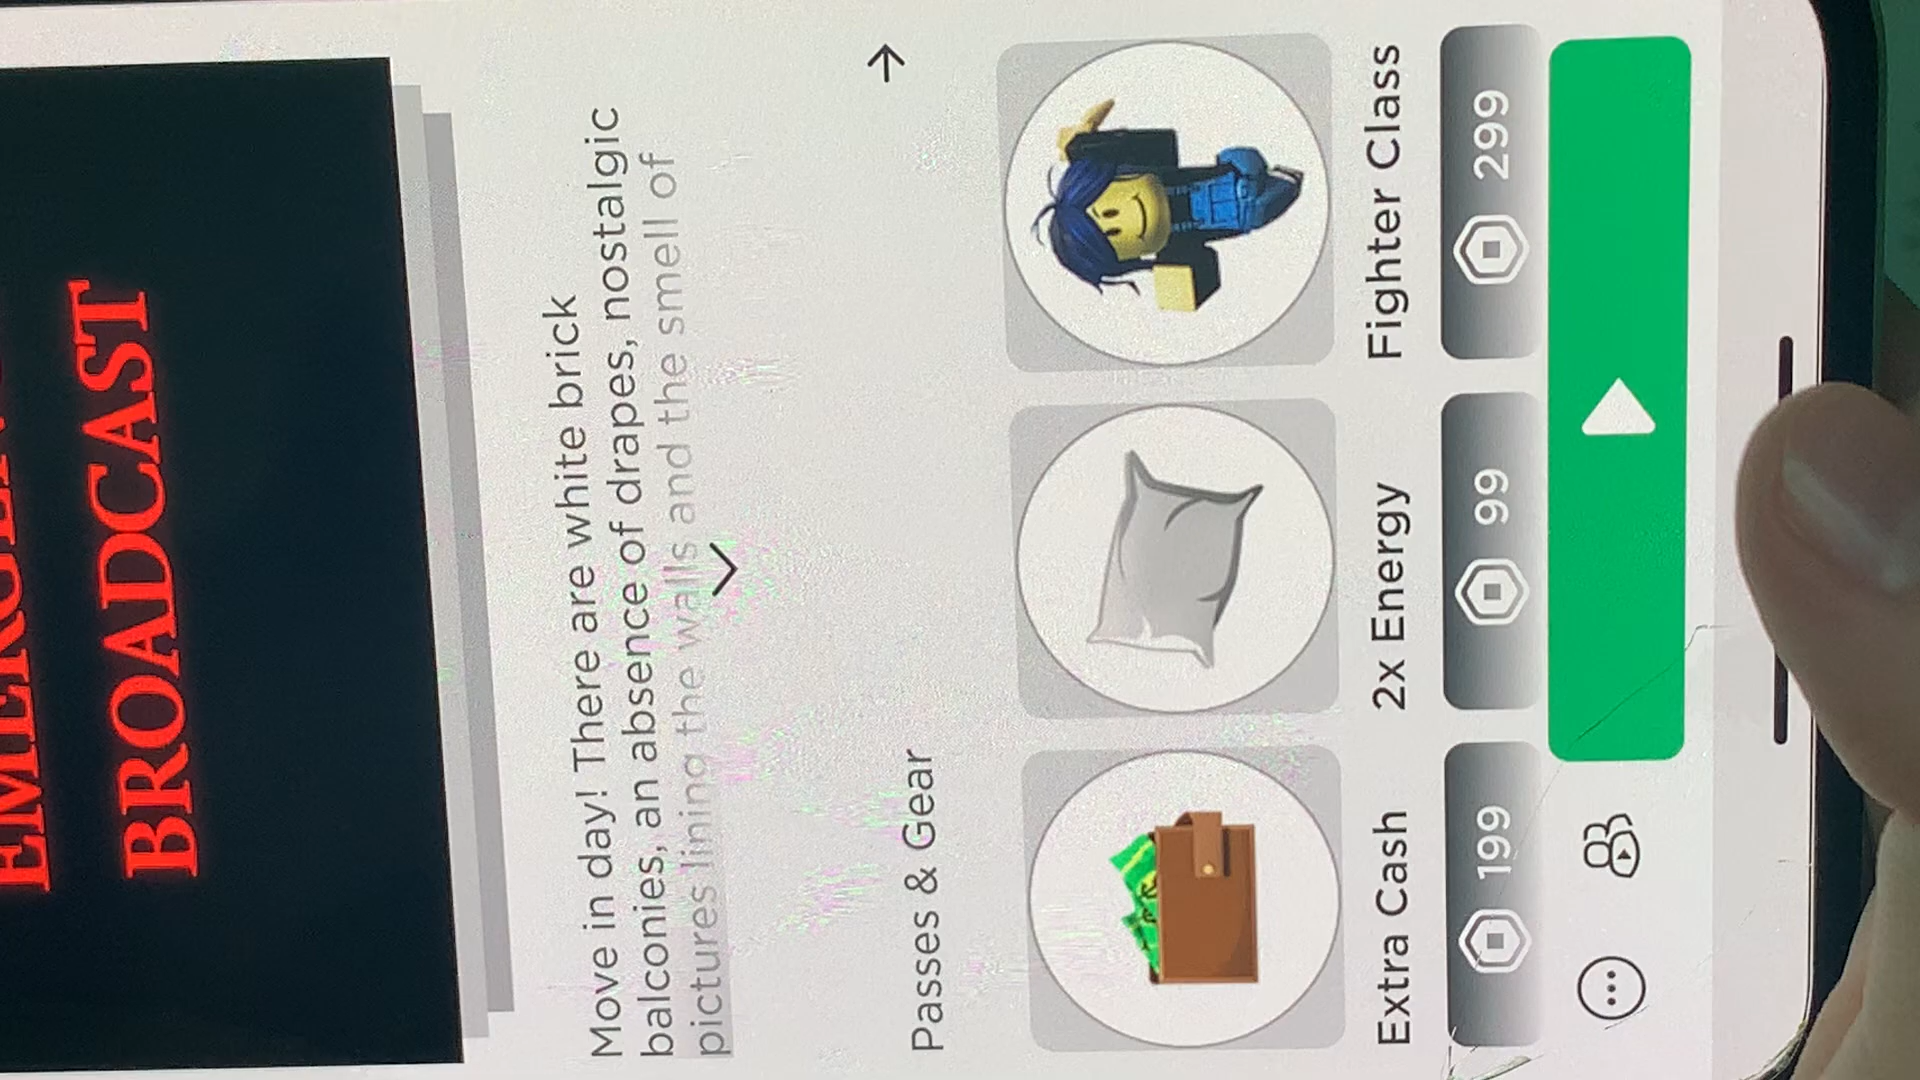 BROADCAST
Move in day! There are white brick
balconies, an absence of drapes, nostalgic
pictures lining the walls and the smell of
Passes & Gear
Extra Cash
199
2x Energy
99
Fighter Class
299